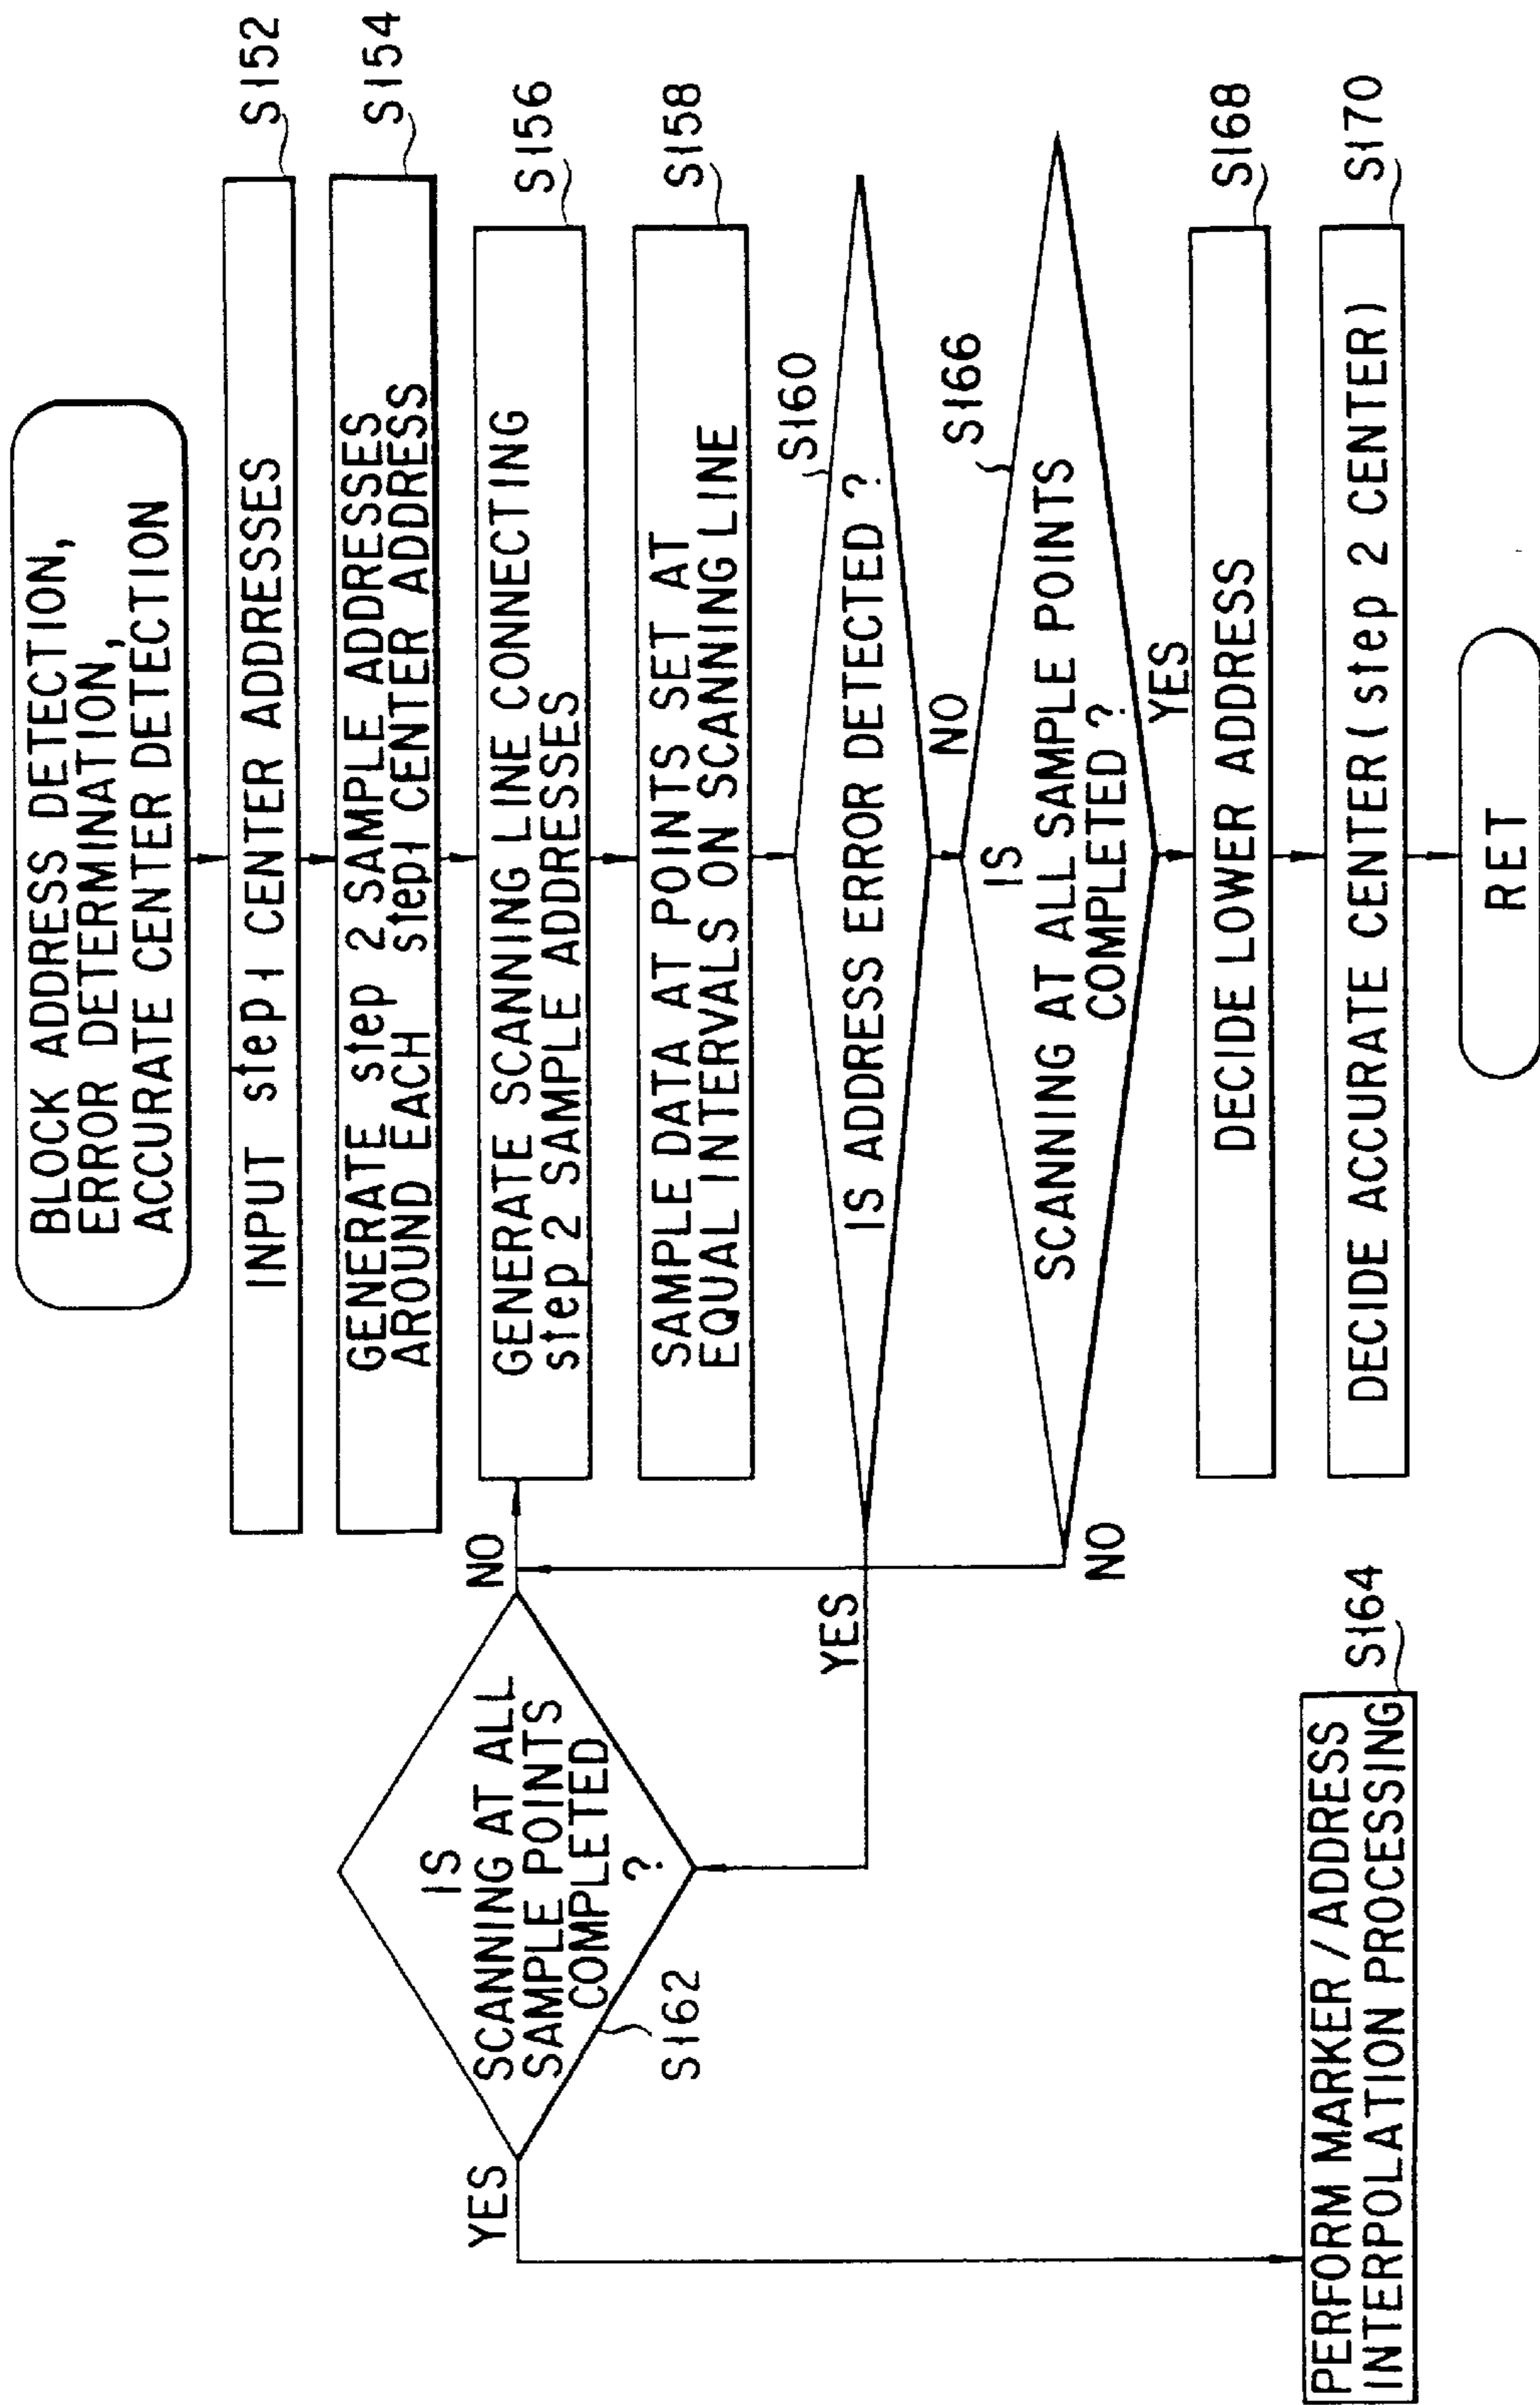 BLOCK ADDRESS DETECTION,
ERROR DETERMINATION,
ACCURATE CENTER DETECTION
INPUT step1 CENTER ADDRESSES
S152
GENERATE step 2 SAMPLE ADDRESSES
AROUND EACH step1 CENTER ADDRESS
S154
GENERATE SCANNING LINE CONNECTING
step 2 SAMPLE ADDRESSES
S156
SAMPLE DATA AT POINTS SET AT
EQUAL INTERVALS ON SCANNING LINE
S158
IS ADDRESS ERROR DETECTED ?
S160
YES
NO
IS
SCANNING AT ALL
SAMPLE POINTS
COMPLETED
?
S162
YES
NO
PERFORM MARKER / ADDRESS
INTERPOLATION PROCESSING
S164
IS
SCANNING AT ALL SAMPLE POINTS
COMPLETED ?
S166
NO
YES
DECIDE LOWER ADDRESS
S168
DECIDE ACCURATE CENTER (step 2 CENTER)
S170
RET